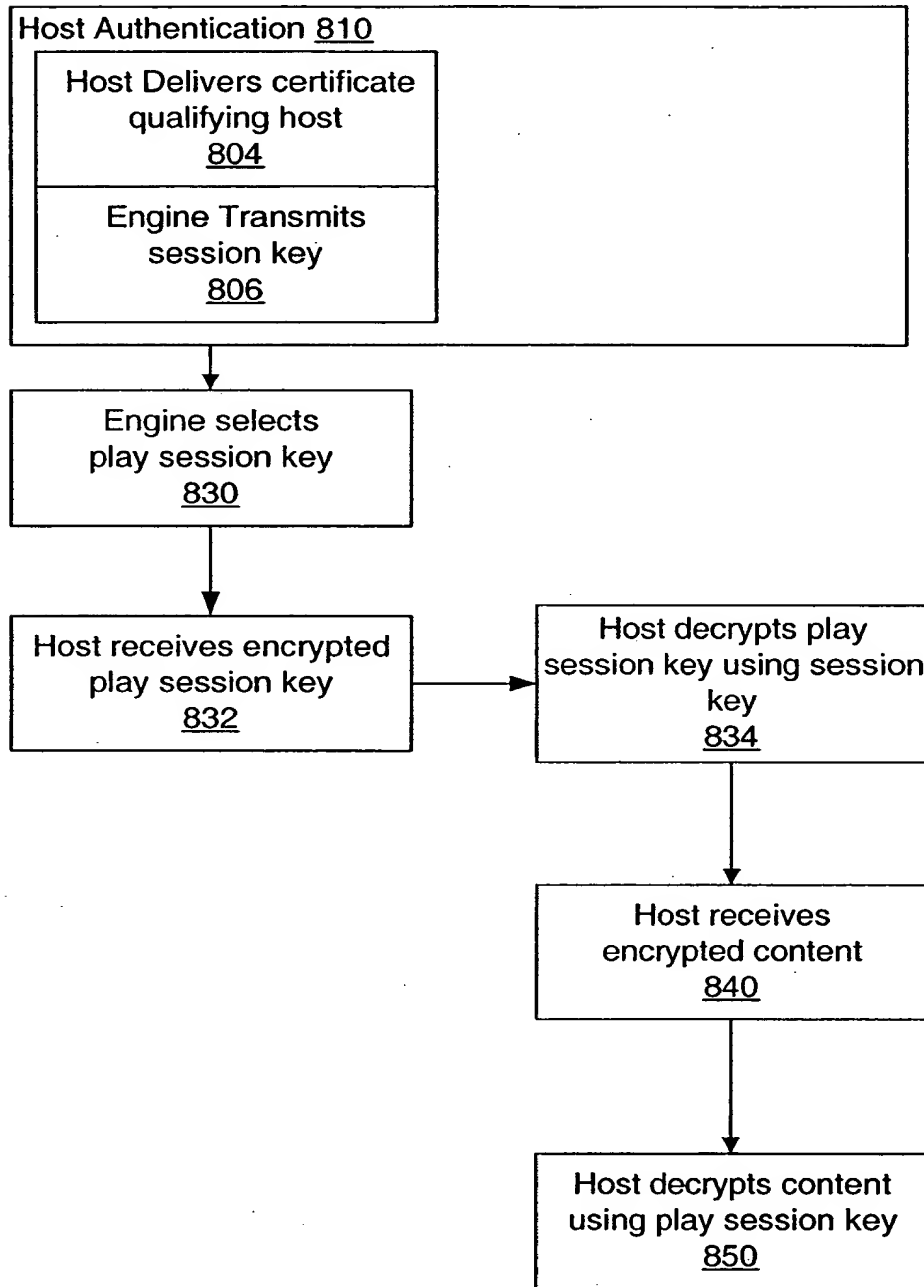 Host Authentication 810
Host Delivers certificate
qualifying host
804
Engine Transmits
session key
806
Engine selects
play session key
830
Host receives encrypted
play session key
832
Host decrypts play
session key using session
key
834
Host receives
encrypted content
840
Host decrypts content
using play session key
850